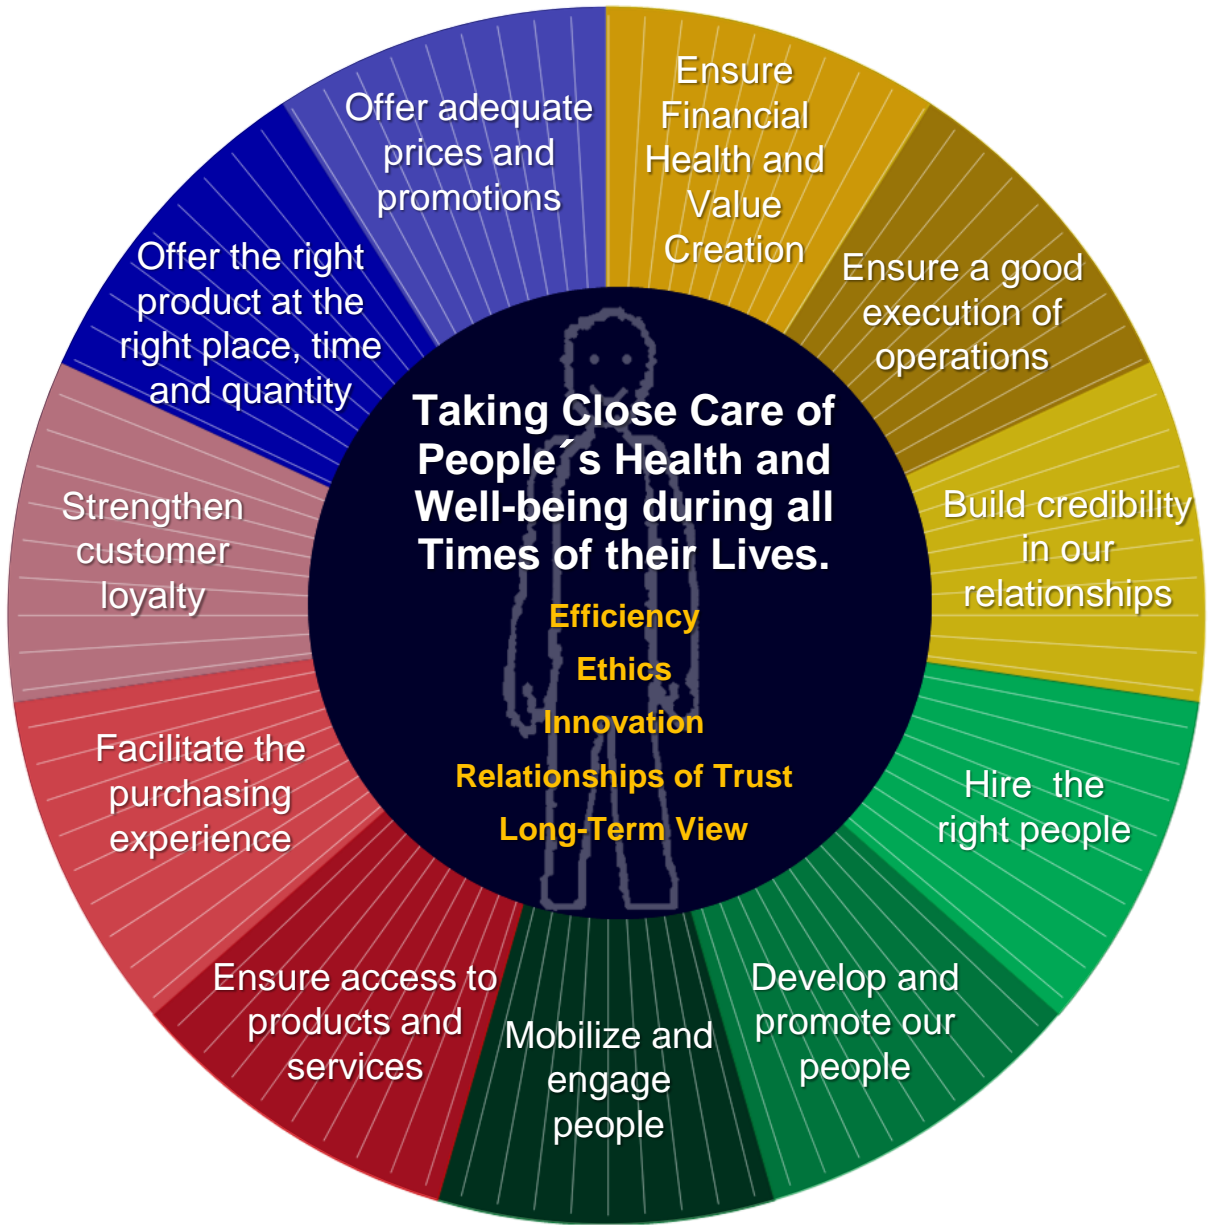 Offer adequate
prices and
promotions
Ensure
Financial
Health and
Value
Creation
Ensure a good
execution of
operations
Build credibility
in our
relationships
Hire  the
right people
Develop and
promote our
people
Mobilize and
engage
people
Ensure access to
products and
services
Facilitate the
purchasing
experience
Strengthen
customer
loyalty
Offer the right
product at the
right place, time
and quantity
Taking Close Care of
People´s Health and
Well-being during all
Times of their Lives.
Efficiency
Ethics
Innovation
Relationships of Trust
Long-Term View